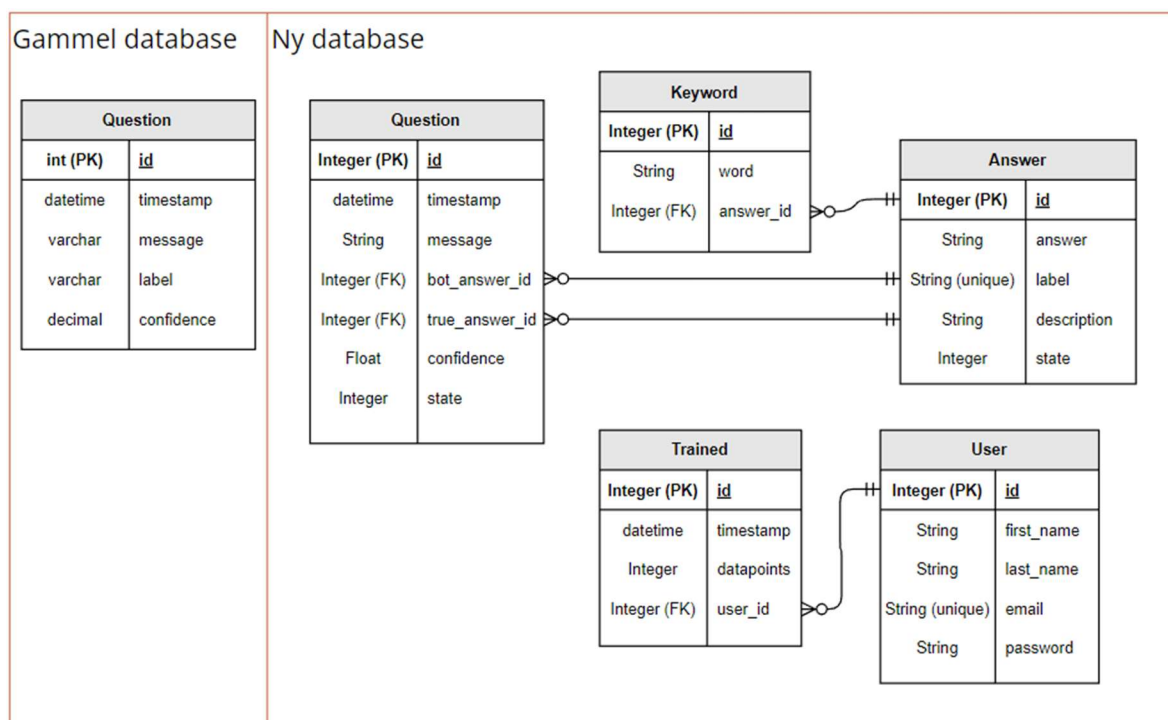 Gammel database
Ny database
Question
int (PK) id
datetime timestamp
varchar message
varchar label
decimal confidence
Question
Integer (PK) id
datetime timestamp
String message
Integer (FK) bot_answer_id
Integer (FK) true_answer_id
Float confidence
Integer state
Keyword
Integer (PK) id
String word
Integer (FK) answer_id
Answer
Integer (PK) id
String answer
String (unique) label
String description
Integer state
Trained
Integer (PK) id
datetime timestamp
Integer datapoints
Integer (FK) user_id
User
Integer (PK) id
String first_name
String last_name
String (unique) email
String password